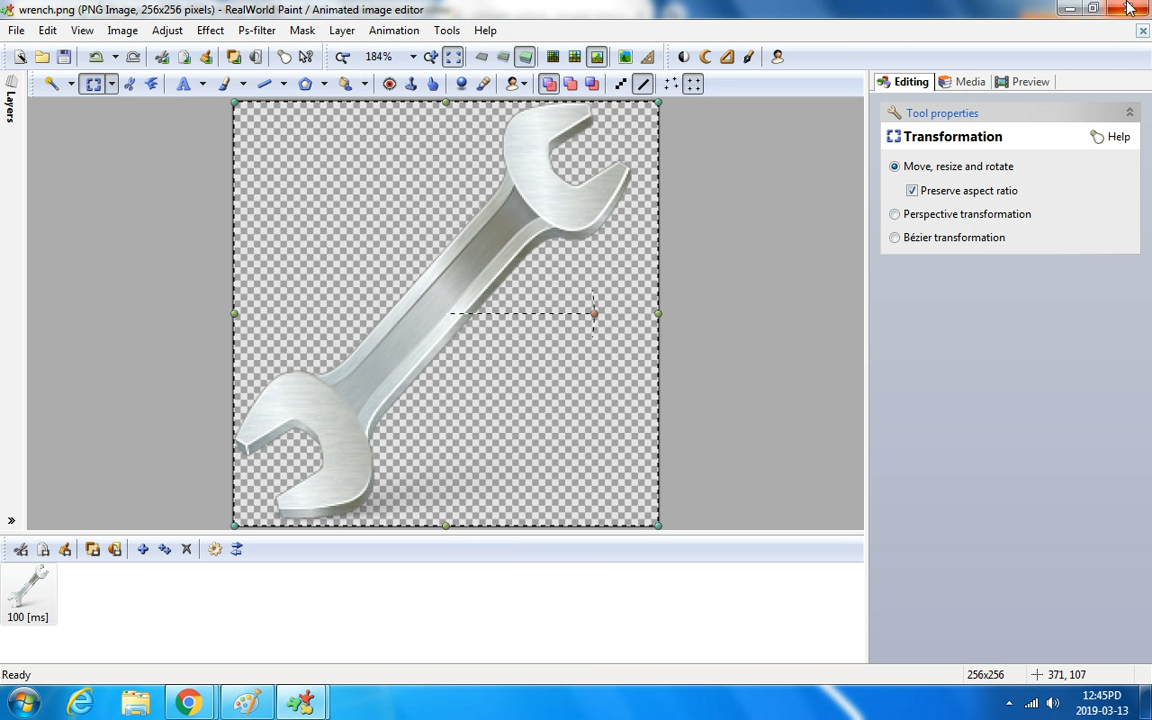 wrench.png (PNG Image, 256x256 pixels) - RealWorld Paint / Animated image editor
File Edit View Image Adjust Effect Ps-filter Mask Layer Animation Tools Help
184%
Layers
Editing Media Preview
Tool properties
Transformation Help
Move, resize and rotate
Preserve aspect ratio
Perspective transformation
Bézier transformation
100 [ms]
Ready 256x256 371, 107
12:45PD
2019-03-13